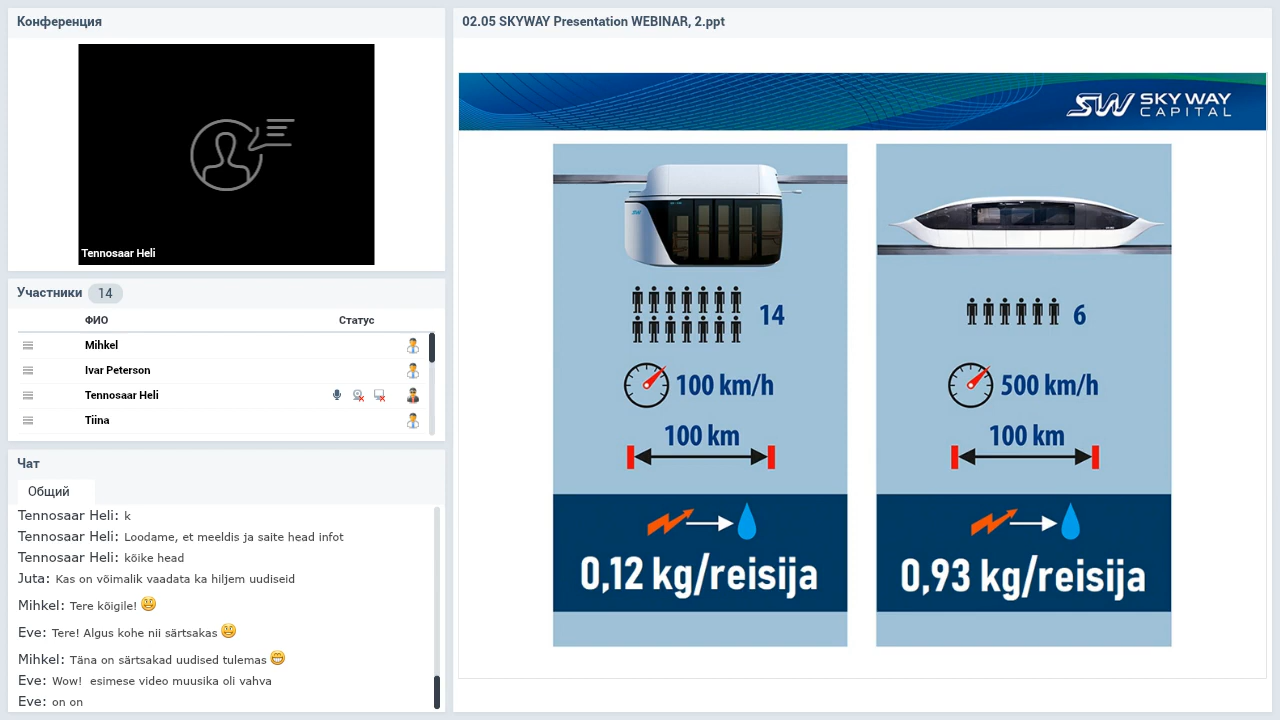 Конференция
Tennosaar Heli
Участники 14
ФИО Статус
Mihkel
Ivar Peterson
Tennosaar Heli
Tiina
Чат
Общий
Tennosaar Heli: k
Tennosaar Heli: Loodame, et meeldis ja saite head infot
Tennosaar Heli: kõike head
Juta: Kas on võimalik vaadata ka hiljem uudiseid
Mihkel: Tere kõigile!
Eve: Tere! Algus kohe nii särtsakas
Mihkel: Täna on särtsakad uudised tulemas
Eve: Wow! esimese video muusika oli vahva
Eve: on on
02.05 SKYWAY Presentation WEBINAR, 2.ppt
SW SKY WAY
CAPITAL
14
100 km/h
100 km
0,12 kg/reisija
6
500 km/h
100 km
0,93 kg/reisija